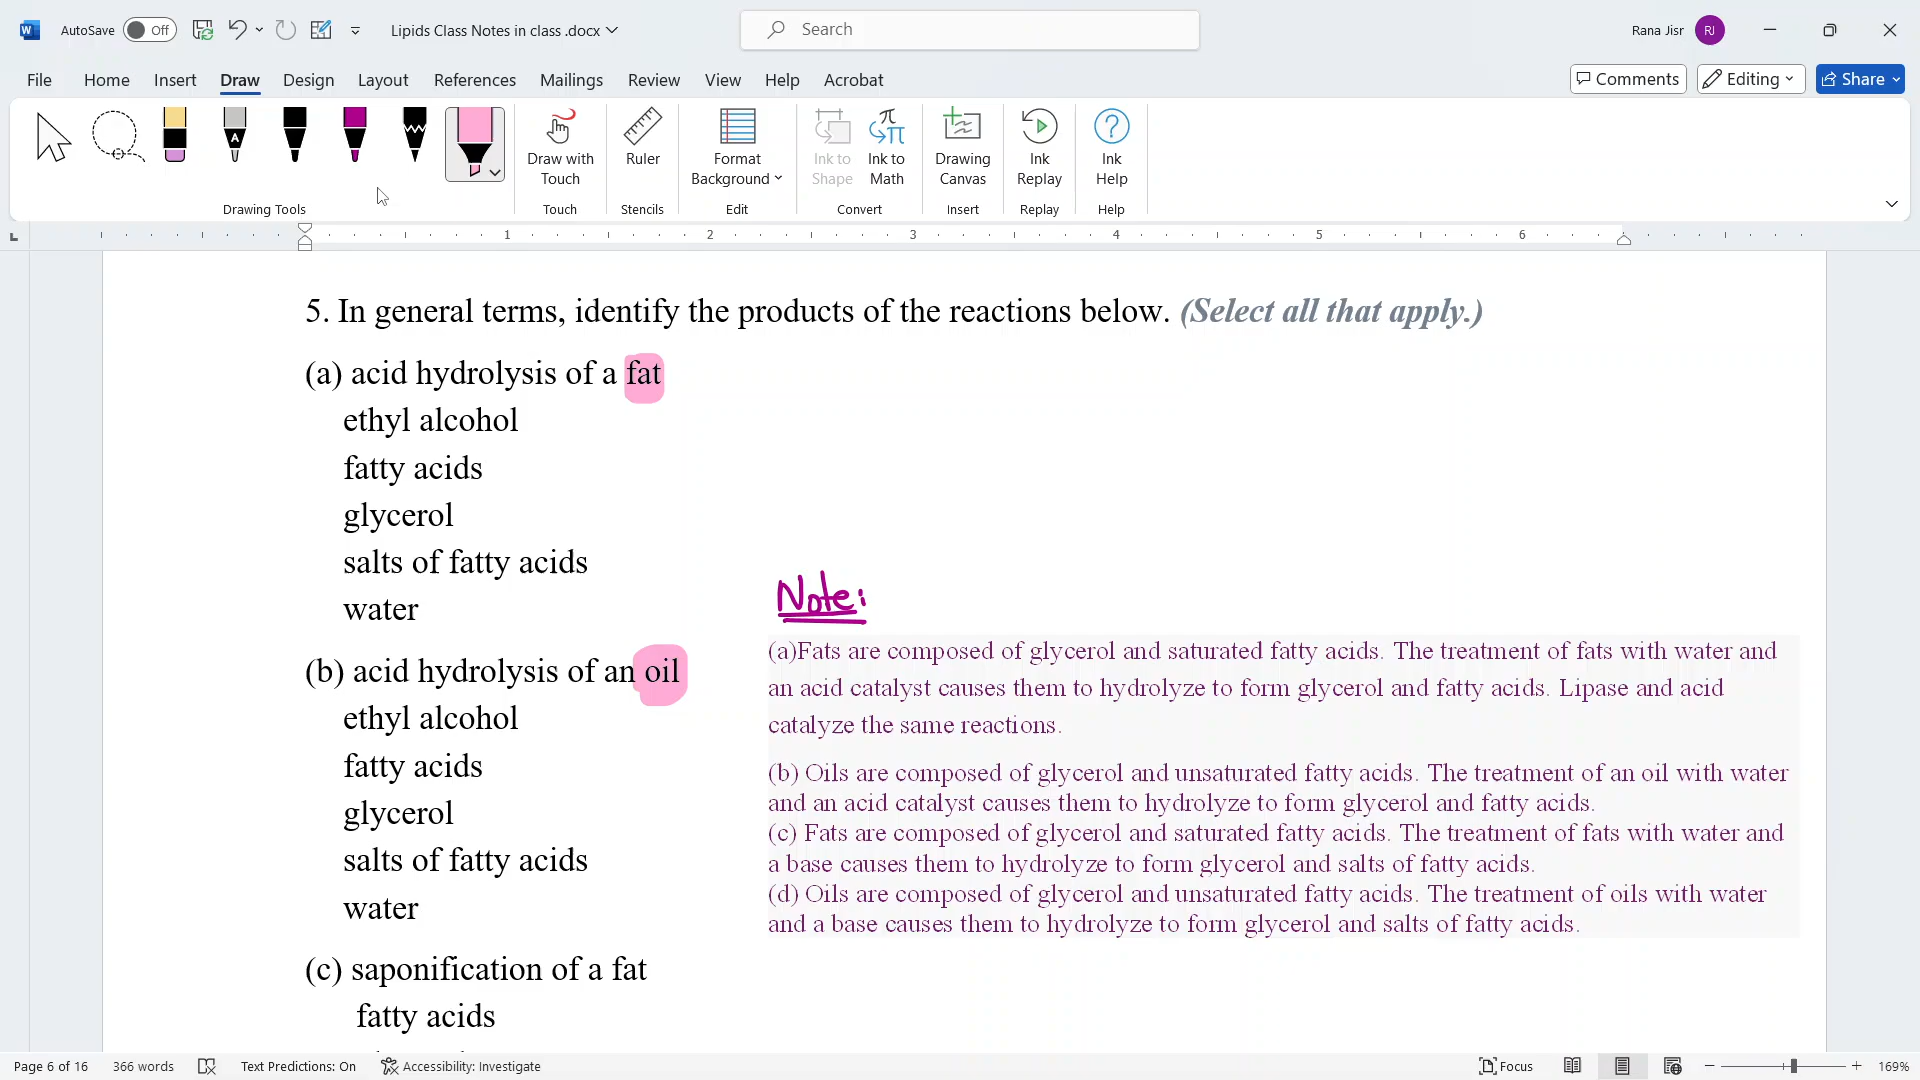 AutoSave Off Lipids Class Notes in class .docx Search Rana Jisr RJ
File Home Insert Draw Design Layout References Mailings Review View Help Acrobat Comments Editing Share
Draw with Touch Ruler Format Background Ink to Shape Ink to Math Drawing Canvas Ink Replay Ink Help
Drawing Tools Touch Stencils Edit Convert Insert Replay Help
1 2 3 4 5 6
5. In general terms, identify the products of the reactions below. (Select all that apply.)
(a) acid hydrolysis of a fat
ethyl alcohol
fatty acids
glycerol
salts of fatty acids
water
(b) acid hydrolysis of an oil
ethyl alcohol
fatty acids
glycerol
salts of fatty acids
water
(c) saponification of a fat
fatty acids
Note:
(a)Fats are composed of glycerol and saturated fatty acids. The treatment of fats with water and
an acid catalyst causes them to hydrolyze to form glycerol and fatty acids. Lipase and acid
catalyze the same reactions.
(b) Oils are composed of glycerol and unsaturated fatty acids. The treatment of an oil with water
and an acid catalyst causes them to hydrolyze to form glycerol and fatty acids.
(c) Fats are composed of glycerol and saturated fatty acids. The treatment of fats with water and
a base causes them to hydrolyze to form glycerol and salts of fatty acids.
(d) Oils are composed of glycerol and unsaturated fatty acids. The treatment of oils with water
and a base causes them to hydrolyze to form glycerol and salts of fatty acids.
Page 6 of 16 366 words Text Predictions: On Accessibility: Investigate Focus 169%